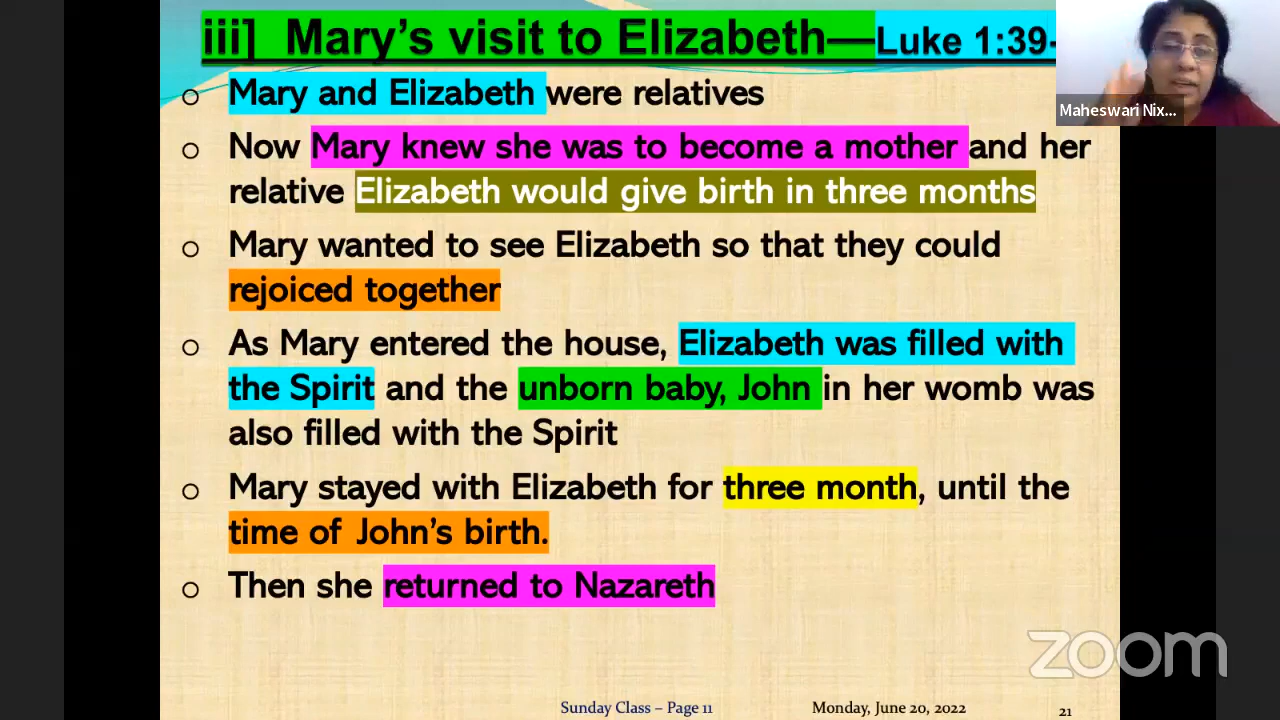 iii] Mary's visit to Elizabeth—Luke 1:39-
Maheswari Nix...
o Mary and Elizabeth were relatives
o Now Mary knew she was to become a mother and her
relative Elizabeth would give birth in three months
o Mary wanted to see Elizabeth so that they could
rejoiced together
o As Mary entered the house, Elizabeth was filled with
the Spirit and the unborn baby, John in her womb was
also filled with the Spirit
o Mary stayed with Elizabeth for three month, until the
time of John's birth.
o Then she returned to Nazareth
zoom
Sunday Class – Page 11 Monday, June 20, 2022 21